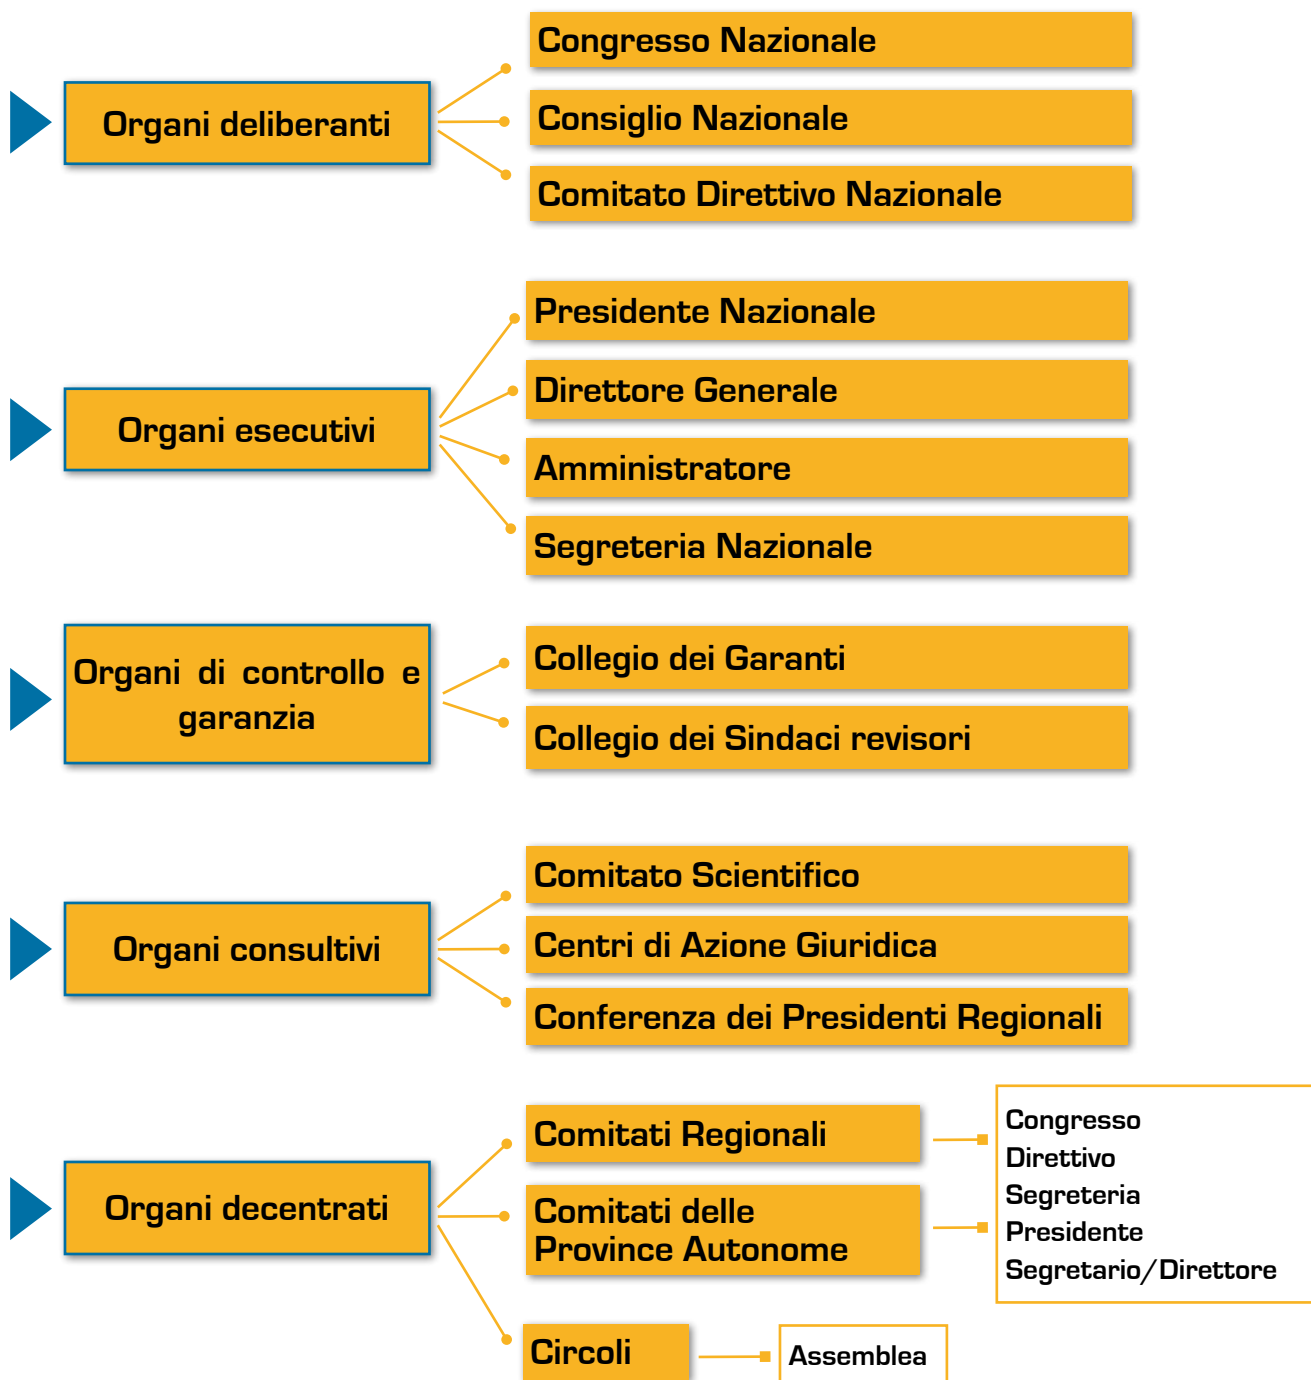 Organi deliberanti
Congresso Nazionale
Consiglio Nazionale
Comitato Direttivo Nazionale
Organi esecutivi
Presidente Nazionale
Direttore Generale
Amministratore
Segreteria Nazionale
Organi di controllo e
garanzia
Collegio dei Garanti
Collegio dei Sindaci revisori
Organi consultivi
Comitato Scientifico
Centri di Azione Giuridica
Conferenza dei Presidenti Regionali
Organi decentrati
Comitati Regionali
Comitati delle
Province Autonome
Congresso
Direttivo
Segreteria
Presidente
Segretario/Direttore
Circoli
Assemblea